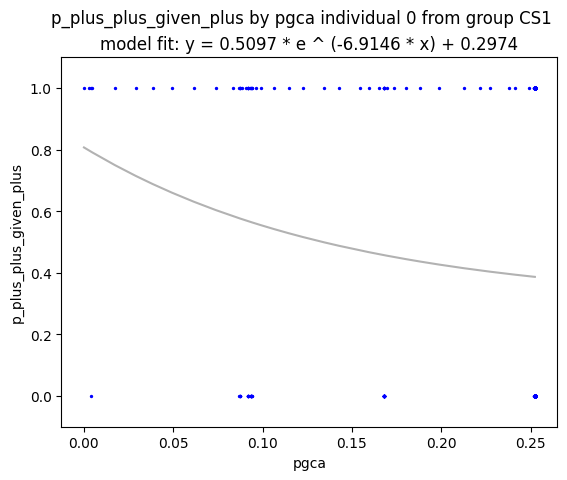 p_plus_plus_given_plus by pgca individual 0 from group CS1
model fit: y = 0.5097 * e ^ (-6.9146 * x) + 0.2974
p_plus_plus_given_plus
1.0
0.8
0.6
0.4
0.2
0.0
0.00 0.05 0.10 0.15 0.20 0.25
pgca